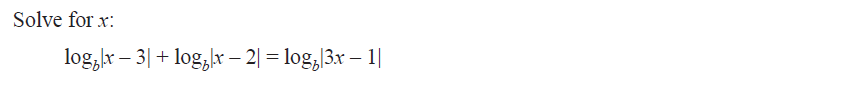 Solve for x:
log_b|x – 3| + log_b|x – 2| = log_b|3x – 1|